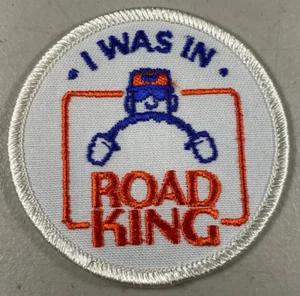 · I WAS IN ·
ROAD
KING